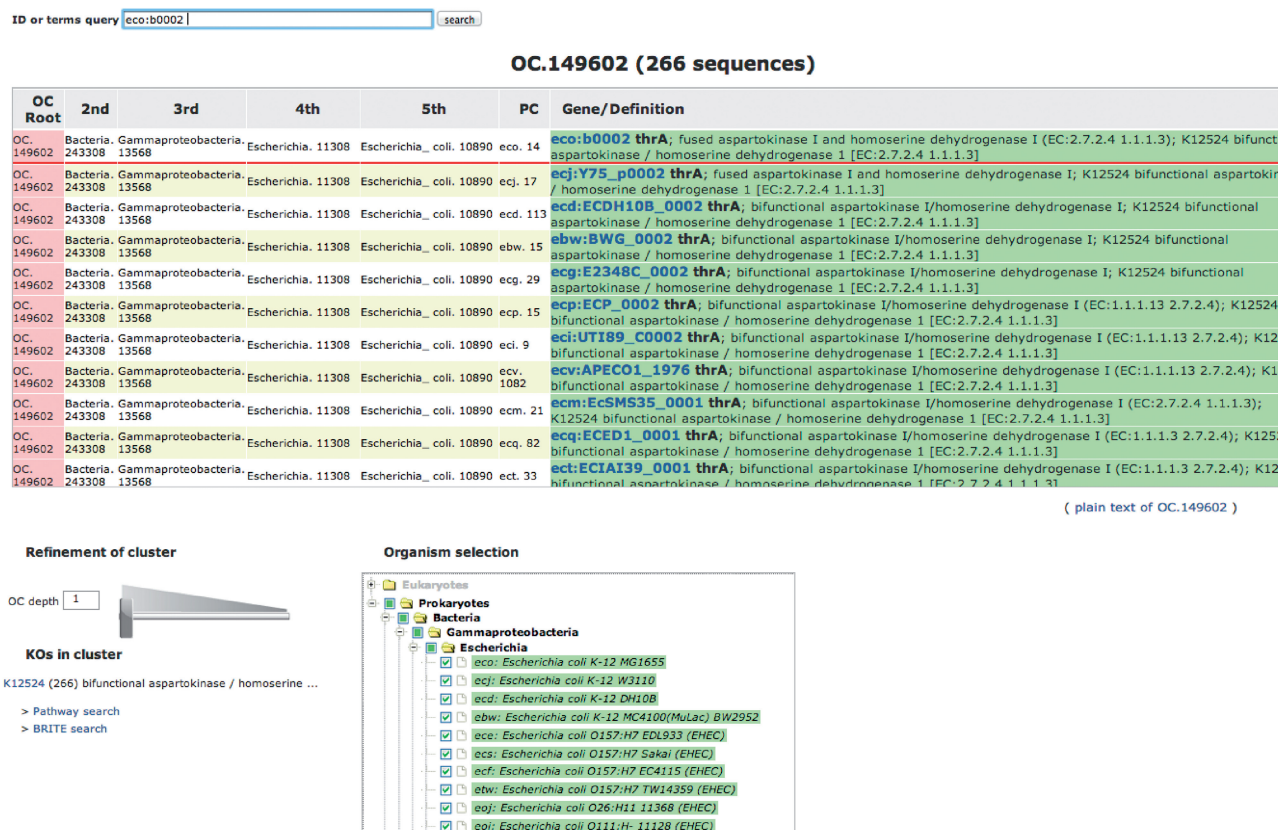 ID or terms query eco:b0002 search
OC.149602 (266 sequences)
OC Root 2nd 3rd 4th 5th PC Gene/Definition
OC. 149602 Bacteria. 243308 Gammaproteobacteria. 13568 Escherichia. 11308 Escherichia_ coli. 10890 eco. 14 eco:b0002 thrA; fused aspartokinase I and homoserine dehydrogenase I (EC:2.7.2.4 1.1.1.3); K12524 bifunct
aspartokinase / homoserine dehydrogenase 1 [EC:2.7.2.4 1.1.1.3]
OC. 149602 Bacteria. 243308 Gammaproteobacteria. 13568 Escherichia. 11308 Escherichia_ coli. 10890 ecj. 17 ecj:Y75_p0002 thrA; fused aspartokinase I and homoserine dehydrogenase I; K12524 bifunctional aspartokin
/ homoserine dehydrogenase 1 [EC:2.7.2.4 1.1.1.3]
OC. 149602 Bacteria. 243308 Gammaproteobacteria. 13568 Escherichia. 11308 Escherichia_ coli. 10890 ecd. 113 ecd:ECDH10B_0002 thrA; bifunctional aspartokinase I/homoserine dehydrogenase I; K12524 bifunctional
aspartokinase / homoserine dehydrogenase 1 [EC:2.7.2.4 1.1.1.3]
OC. 149602 Bacteria. 243308 Gammaproteobacteria. 13568 Escherichia. 11308 Escherichia_ coli. 10890 ebw. 15 ebw:BWG_0002 thrA; bifunctional aspartokinase I/homoserine dehydrogenase I; K12524 bifunctional
aspartokinase / homoserine dehydrogenase 1 [EC:2.7.2.4 1.1.1.3]
OC. 149602 Bacteria. 243308 Gammaproteobacteria. 13568 Escherichia. 11308 Escherichia_ coli. 10890 ecg. 29 ecg:E2348C_0002 thrA; bifunctional aspartokinase I/homoserine dehydrogenase I; K12524 bifunctional
aspartokinase / homoserine dehydrogenase 1 [EC:2.7.2.4 1.1.1.3]
OC. 149602 Bacteria. 243308 Gammaproteobacteria. 13568 Escherichia. 11308 Escherichia_ coli. 10890 ecp. 15 ecp:ECP_0002 thrA; bifunctional aspartokinase I/homoserine dehydrogenase I (EC:1.1.1.13 2.7.2.4); K12524
bifunctional aspartokinase / homoserine dehydrogenase 1 [EC:2.7.2.4 1.1.1.3]
OC. 149602 Bacteria. 243308 Gammaproteobacteria. 13568 Escherichia. 11308 Escherichia_ coli. 10890 eci. 9 eci:UTI89_C0002 thrA; bifunctional aspartokinase I/homoserine dehydrogenase I (EC:1.1.1.13 2.7.2.4); K12
bifunctional aspartokinase / homoserine dehydrogenase 1 [EC:2.7.2.4 1.1.1.3]
OC. 149602 Bacteria. 243308 Gammaproteobacteria. 13568 Escherichia. 11308 Escherichia_ coli. 10890 ecv. 1082 ecv:APECO1_1976 thrA; bifunctional aspartokinase I/homoserine dehydrogenase I (EC:1.1.1.13 2.7.2.4); K1
bifunctional aspartokinase / homoserine dehydrogenase 1 [EC:2.7.2.4 1.1.1.3]
OC. 149602 Bacteria. 243308 Gammaproteobacteria. 13568 Escherichia. 11308 Escherichia_ coli. 10890 ecm. 21 ecm:EcSMS35_0001 thrA; bifunctional aspartokinase I/homoserine dehydrogenase I (EC:2.7.2.4 1.1.1.3);
K12524 bifunctional aspartokinase / homoserine dehydrogenase 1 [EC:2.7.2.4 1.1.1.3]
OC. 149602 Bacteria. 243308 Gammaproteobacteria. 13568 Escherichia. 11308 Escherichia_ coli. 10890 ecq. 82 ecq:ECED1_0001 thrA; bifunctional aspartokinase I/homoserine dehydrogenase I (EC:1.1.1.3 2.7.2.4); K152
bifunctional aspartokinase / homoserine dehydrogenase 1 [EC:2.7.2.4 1.1.1.3]
OC. 149602 Bacteria. 243308 Gammaproteobacteria. 13568 Escherichia. 11308 Escherichia_ coli. 10890 ect. 33 ect:ECIAI39_0001 thrA; bifunctional aspartokinase I/homoserine dehydrogenase I (EC:1.1.1.3 2.7.2.4); K12
bifunctional aspartokinase / homoserine dehydrogenase 1 [EC:2.7.2.4 1.1.1.3]
( plain text of OC.149602 )
Refinement of cluster
OC depth 1
KOs in cluster
K12524 (266) bifunctional aspartokinase / homoserine ...
> Pathway search
> BRITE search
Organism selection
Eukaryotes
Prokaryotes
Bacteria
Gammaproteobacteria
Escherichia
eco: Escherichia coli K-12 MG1655
ecj: Escherichia coli K-12 W3110
ecd: Escherichia coli K-12 DH10B
ebw: Escherichia coli K-12 MC4100(MuLac) BW2952
ece: Escherichia coli O157:H7 EDL933 (EHEC)
ecs: Escherichia coli O157:H7 Sakai (EHEC)
ecf: Escherichia coli O157:H7 EC4115 (EHEC)
etw: Escherichia coli O157:H7 TW14359 (EHEC)
eoj: Escherichia coli O26:H11 11368 (EHEC)
eoi: Escherichia coli O111:H- 11128 (EHEC)